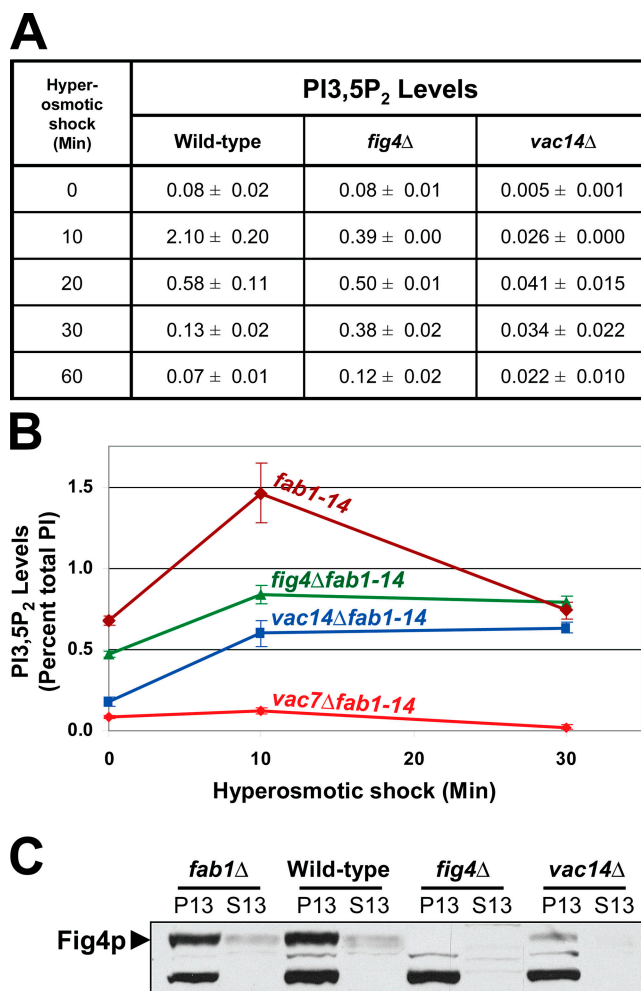 A
Hyper-
osmotic
shock
(Min)
PI3,5P₂ Levels
Wild-type fig4Δ vac14Δ
0 0.08 ± 0.02 0.08 ± 0.01 0.005 ± 0.001
10 2.10 ± 0.20 0.39 ± 0.00 0.026 ± 0.000
20 0.58 ± 0.11 0.50 ± 0.01 0.041 ± 0.015
30 0.13 ± 0.02 0.38 ± 0.02 0.034 ± 0.022
60 0.07 ± 0.01 0.12 ± 0.02 0.022 ± 0.010
B
PI3,5P₂ Levels
(Percent total PI)
1.5
1.0
0.5
0.0
fab1-14
fig4Δfab1-14
vac14Δfab1-14
vac7Δfab1-14
0 10 20 30
Hyperosmotic shock (Min)
C
fab1Δ Wild-type fig4Δ vac14Δ
P13 S13 P13 S13 P13 S13 P13 S13
Fig4p